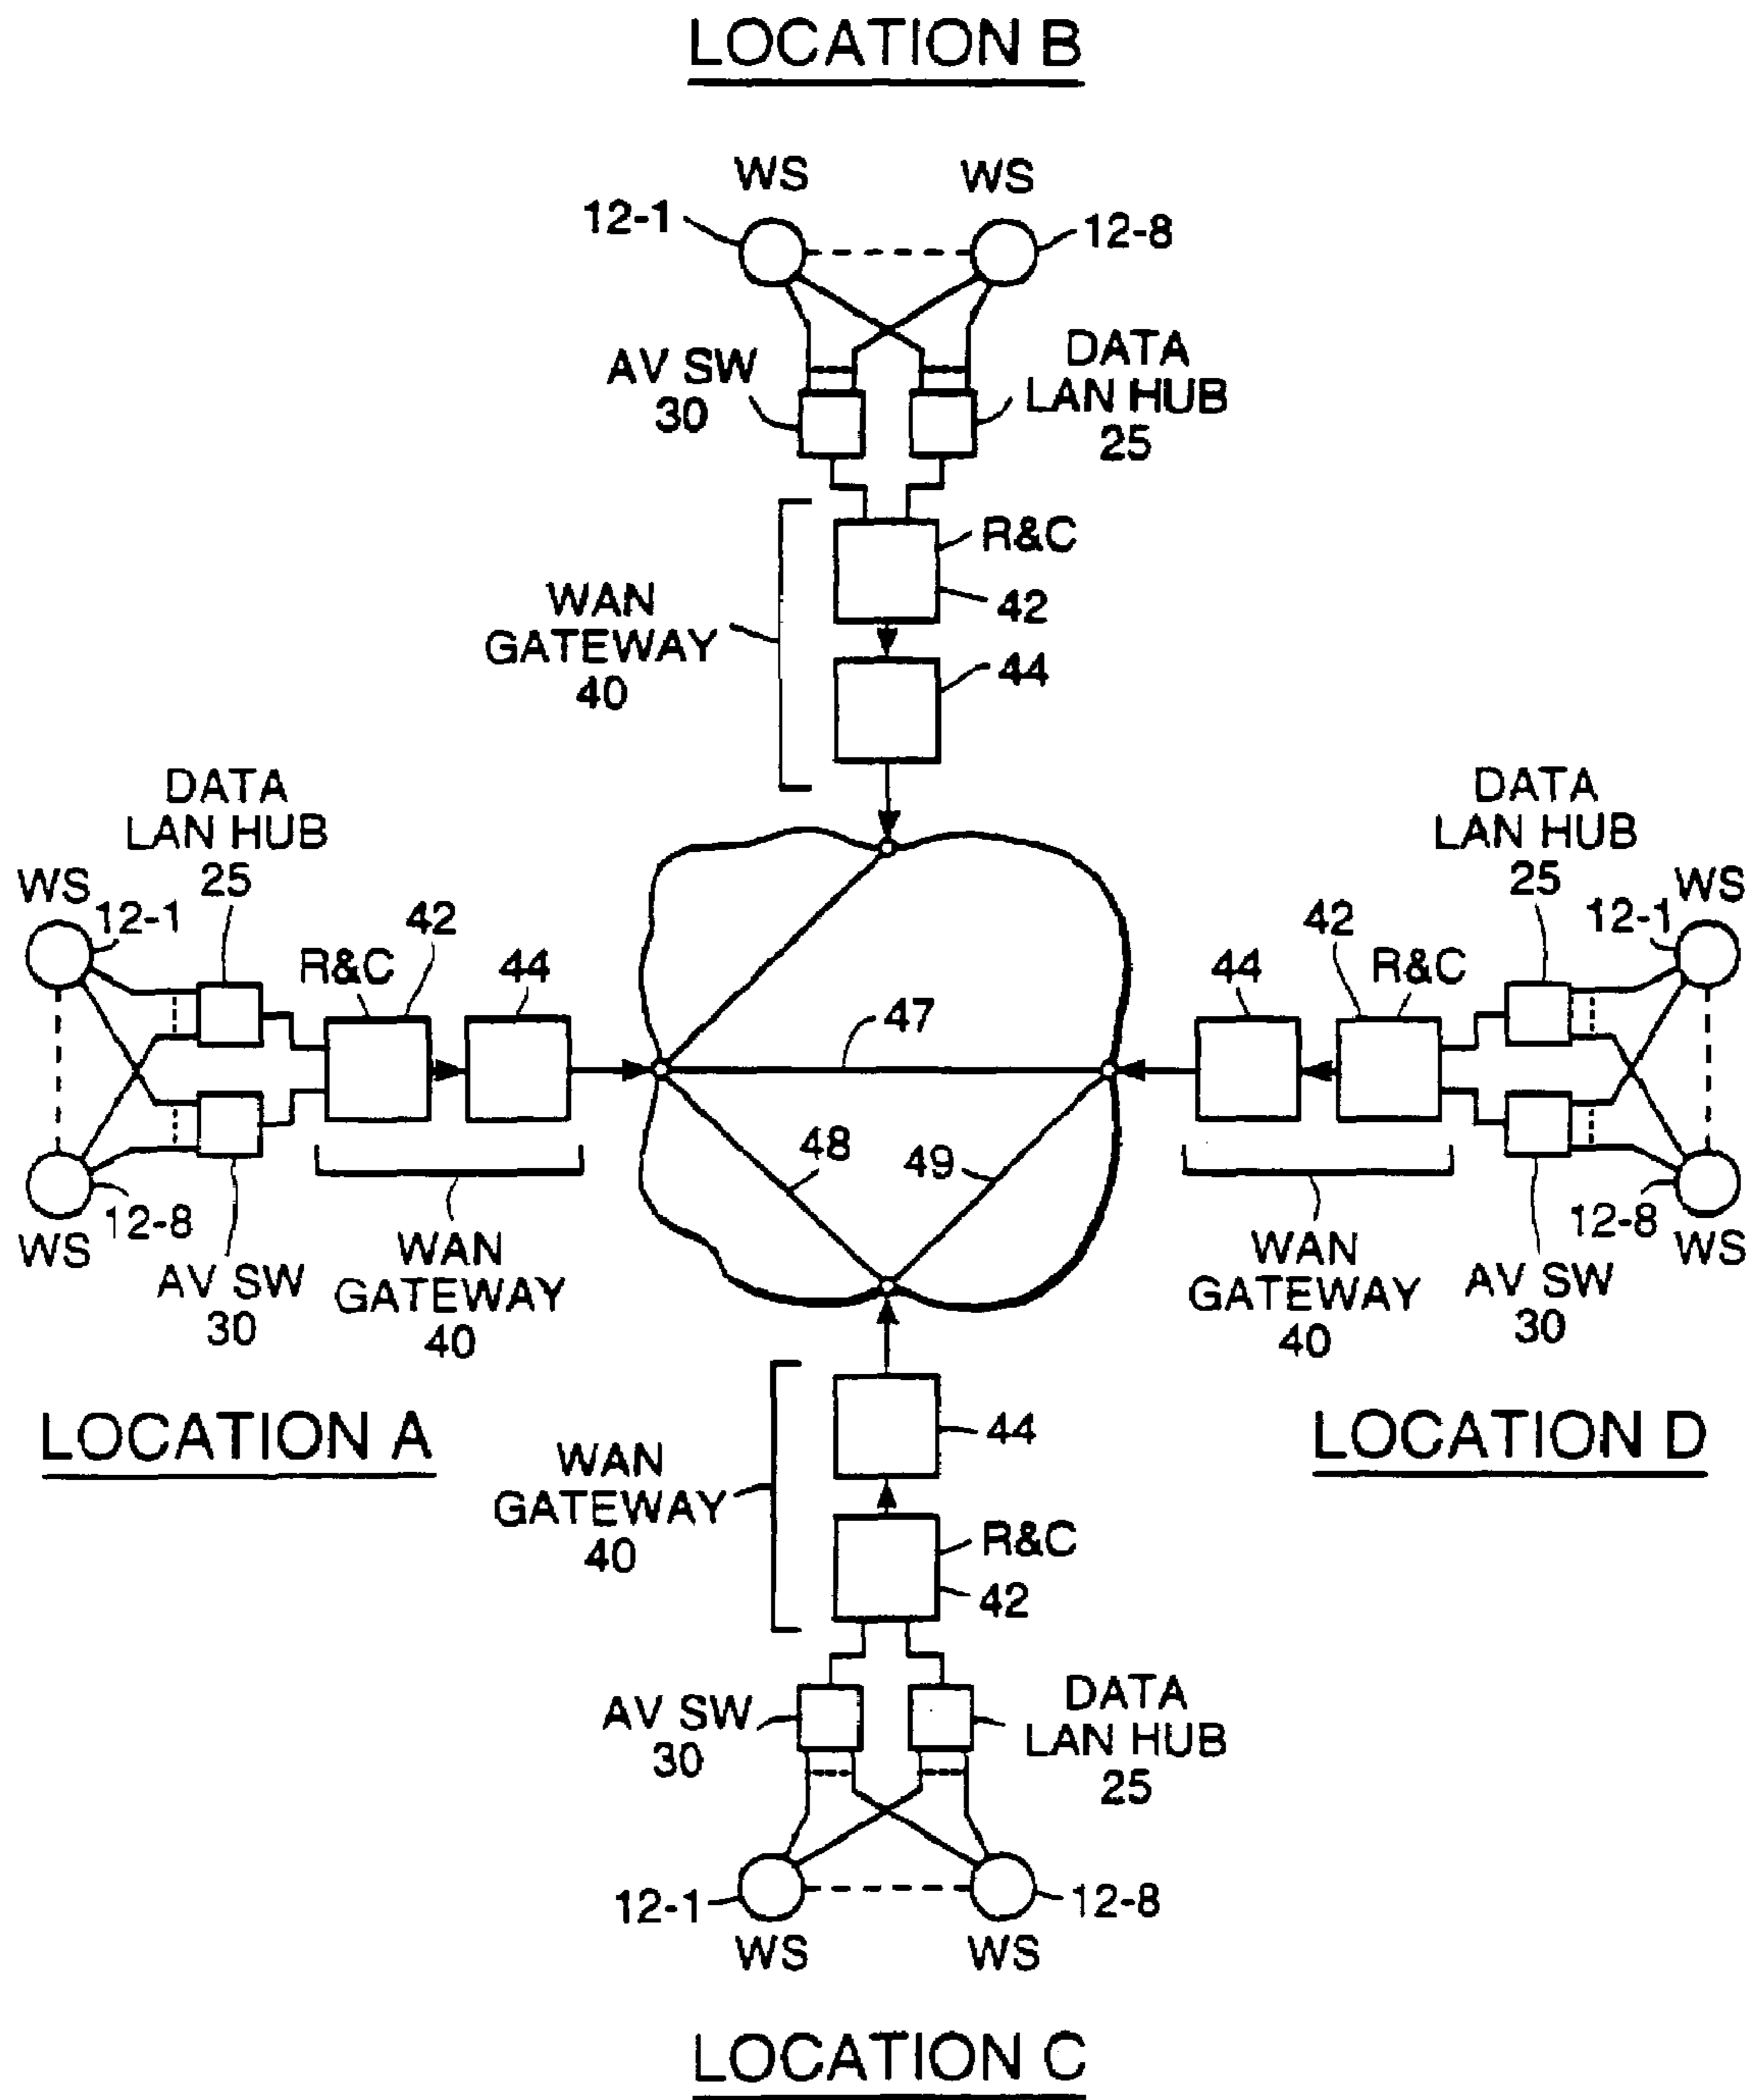 LOCATION B
WS
WS
12-1
12-8
AV SW
30
DATA
LAN HUB
25
R&C
42
WAN
GATEWAY
40
44
DATA
LAN HUB
25
WS
12-1
R&C
42
44
12-8
WS
AV SW
30
WAN
GATEWAY
40
LOCATION A
47
48
49
DATA
LAN HUB
25
WS
12-1
42
R&C
44
12-8
WS
AV SW
30
WAN
GATEWAY
40
LOCATION D
44
WAN
GATEWAY
40
R&C
42
AV SW
30
DATA
LAN HUB
25
12-1
12-8
WS
WS
LOCATION C